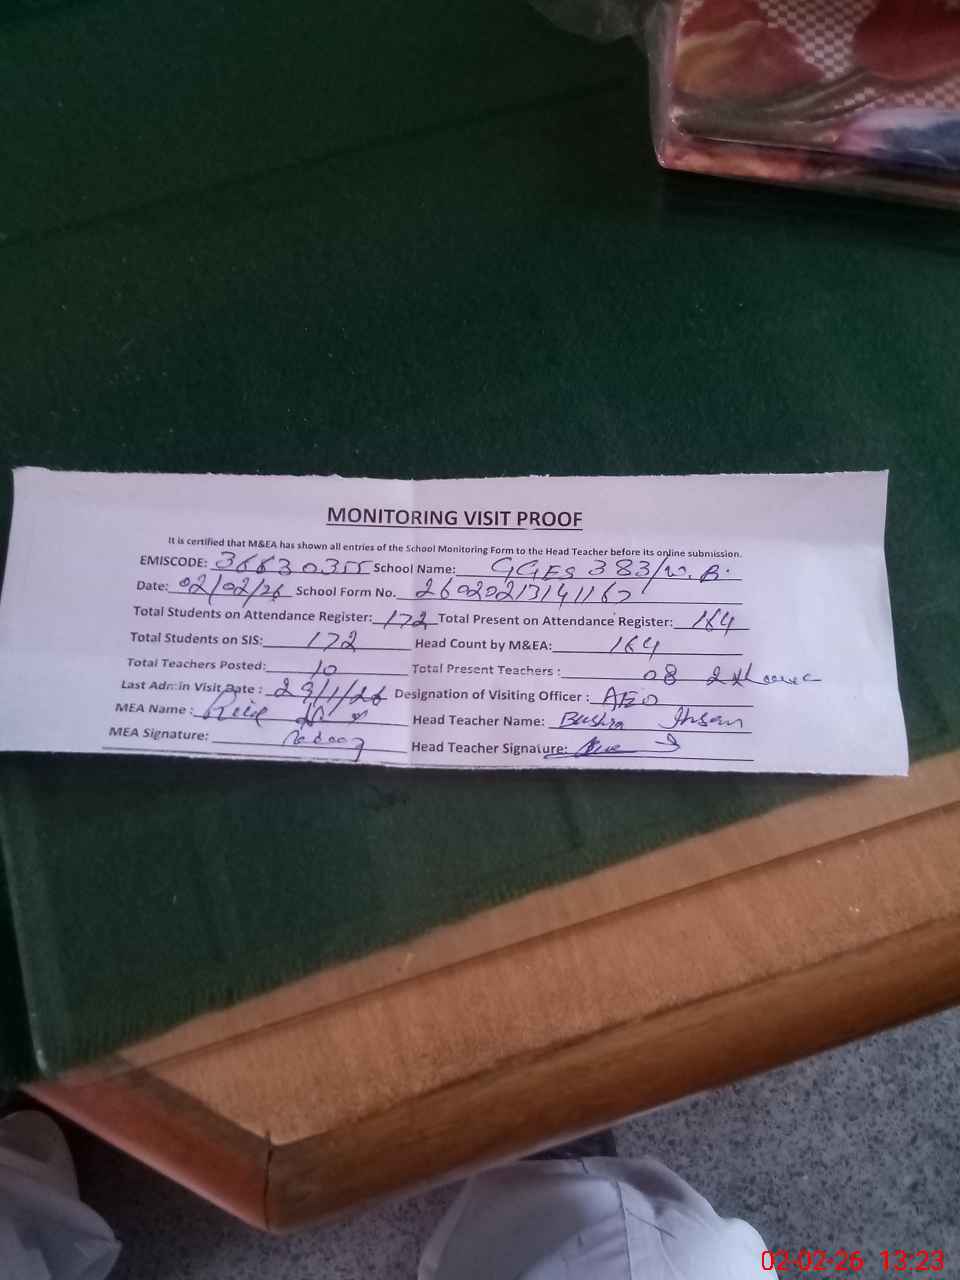 MONITORING VISIT PROOF
It is certified that M&EA has shown all entries of the School Monitoring Form to the Head Teacher before its online submission.
EMISCODE: 36630355 School Name: GGES 383/W.B.
Date: 02/02/26 School Form No. 2602021314116
Total Students on Attendance Register: 172 Total Present on Attendance Register: 164
Total Students on SIS: 172 Head Count by M&EA: 164
Total Teachers Posted: 10 Total Present Teachers : 08
Last Admin Visit Date : 29/1/26 Designation of Visiting Officer : AEO
MEA Name : Head Teacher Name: Bushra Ihsan
MEA Signature: Head Teacher Signature:
02-02-26 13:23